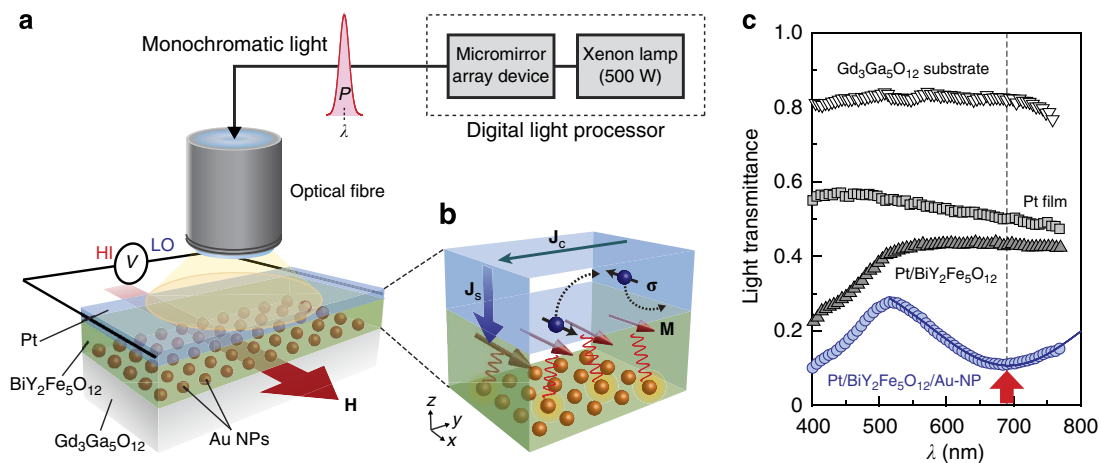 a
Monochromatic light
P
λ
Micromirror
array device
Xenon lamp
(500 W)
Digital light processor
Optical fibre
HI
LO
V
Pt
BiY₂Fe₅O₁₂
Gd₃Ga₅O₁₂
Au NPs
H
b
J꜀
Jₛ
σ
M
z
y
x
c
Light transmittance
1.0
0.8
0.6
0.4
0.2
0
Gd₃Ga₅O₁₂ substrate
Pt film
Pt/BiY₂Fe₅O₁₂
Pt/BiY₂Fe₅O₁₂/Au-NP
400 500 600 700 800
λ (nm)